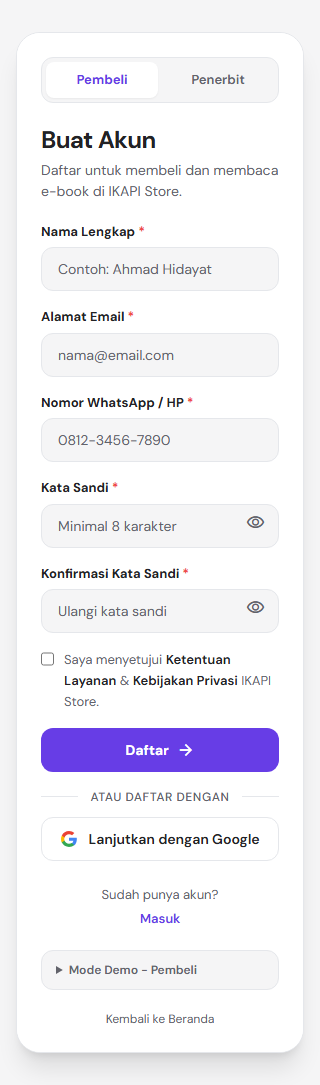 Pembeli
Penerbit
Buat Akun
Daftar untuk membeli dan membaca
e-book di IKAPI Store.
Nama Lengkap *
Contoh: Ahmad Hidayat
Alamat Email *
nama@email.com
Nomor WhatsApp / HP *
0812-3456-7890
Kata Sandi *
Minimal 8 karakter
Konfirmasi Kata Sandi *
Ulangi kata sandi
Saya menyetujui Ketentuan
Layanan & Kebijakan Privasi IKAPI
Store.
Daftar →
ATAU DAFTAR DENGAN
Lanjutkan dengan Google
Sudah punya akun?
Masuk
Mode Demo - Pembeli
Kembali ke Beranda